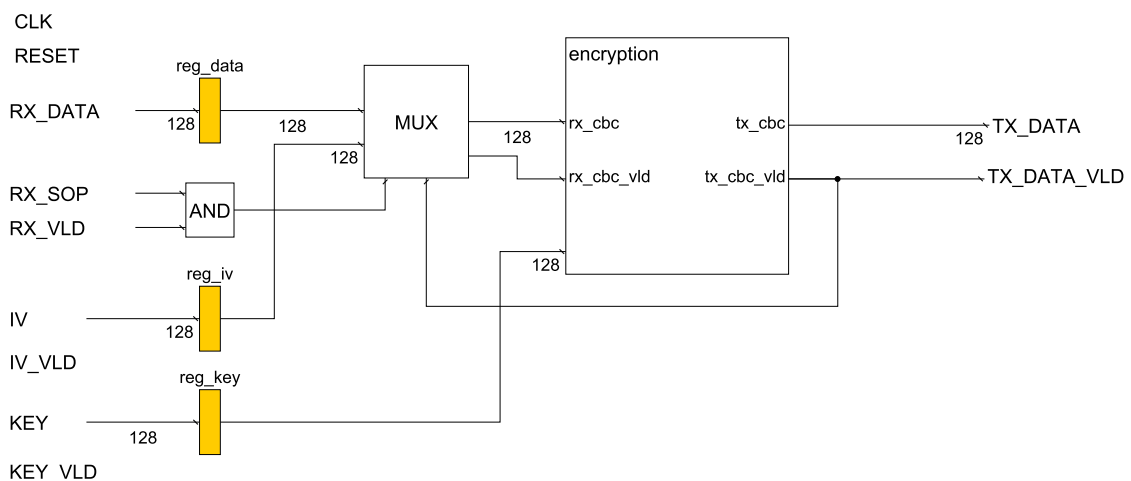 CLK
RESET
reg_data
encryption
RX_DATA
128
128
MUX
128
rx_cbc
tx_cbc
128
TX_DATA
128
RX_SOP
RX_VLD
AND
rx_cbc_vld
tx_cbc_vld
TX_DATA_VLD
128
reg_iv
IV
128
IV_VLD
reg_key
KEY
128
KEY_VLD